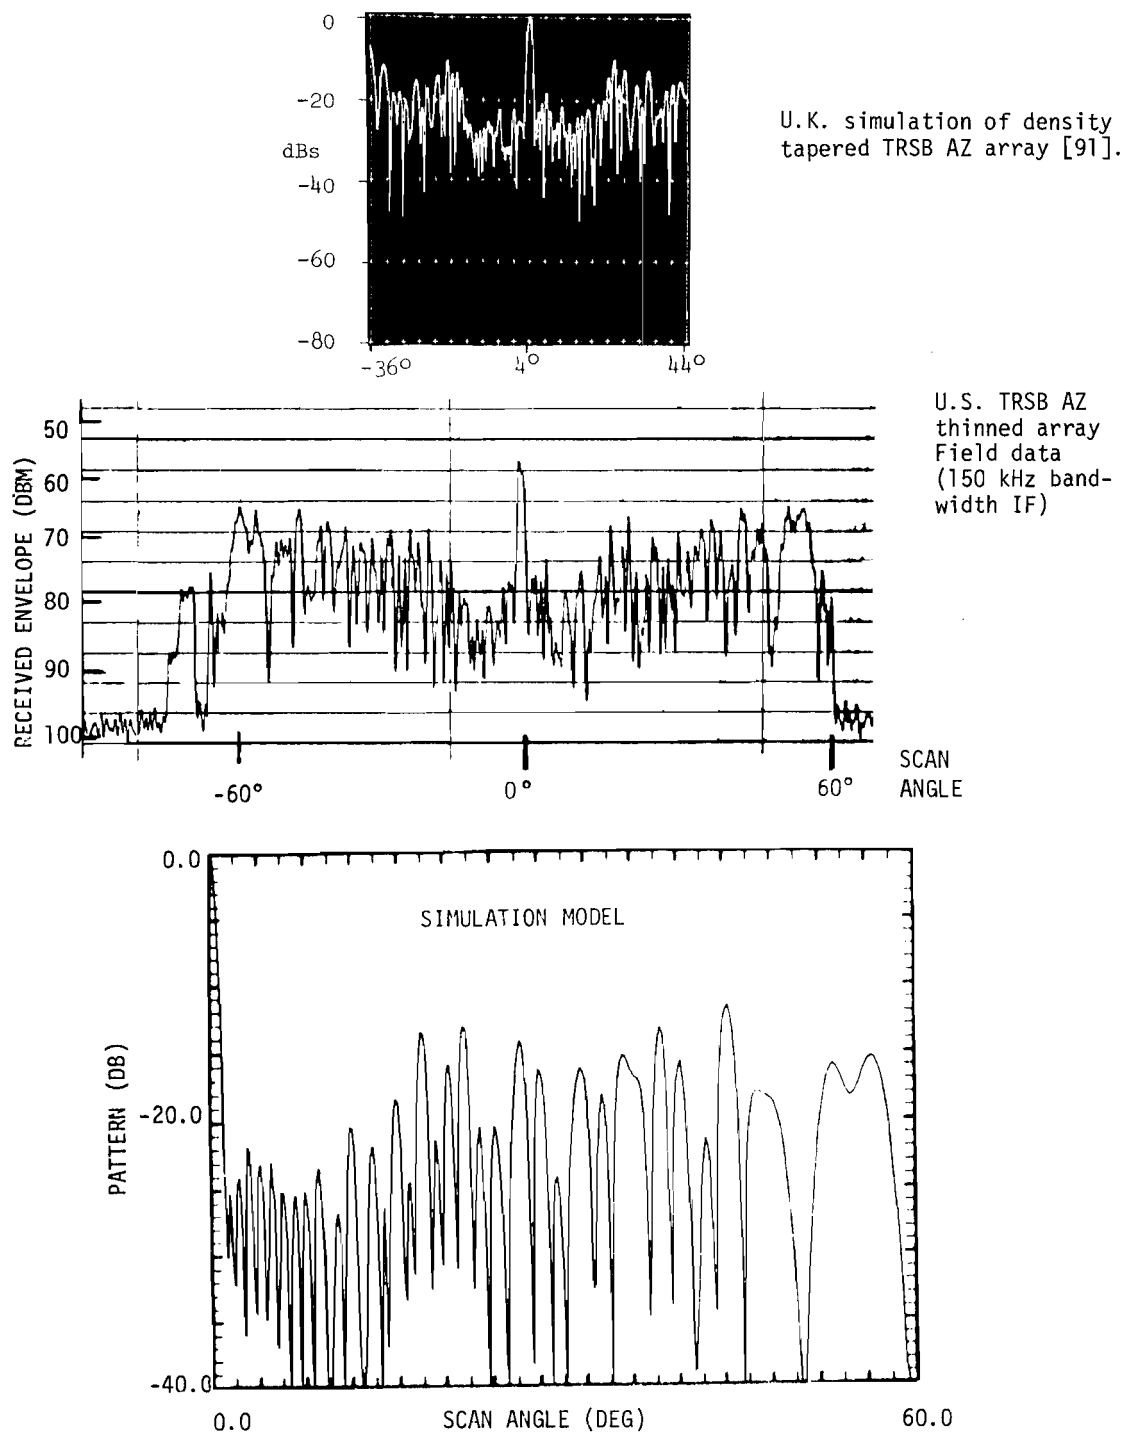 0
-20
dBs
-40
-60
-80
-36° 4° 44°
U.K. simulation of density
tapered TRSB AZ array [91].
RECEIVED ENVELOPE (DBM)
50
60
70
80
90
100
-60° 0° 60°
SCAN
ANGLE
U.S. TRSB AZ
thinned array
Field data
(150 kHz band-
width IF)
0.0
SIMULATION MODEL
PATTERN (DB)
-20.0
-40.0
0.0 SCAN ANGLE (DEG) 60.0